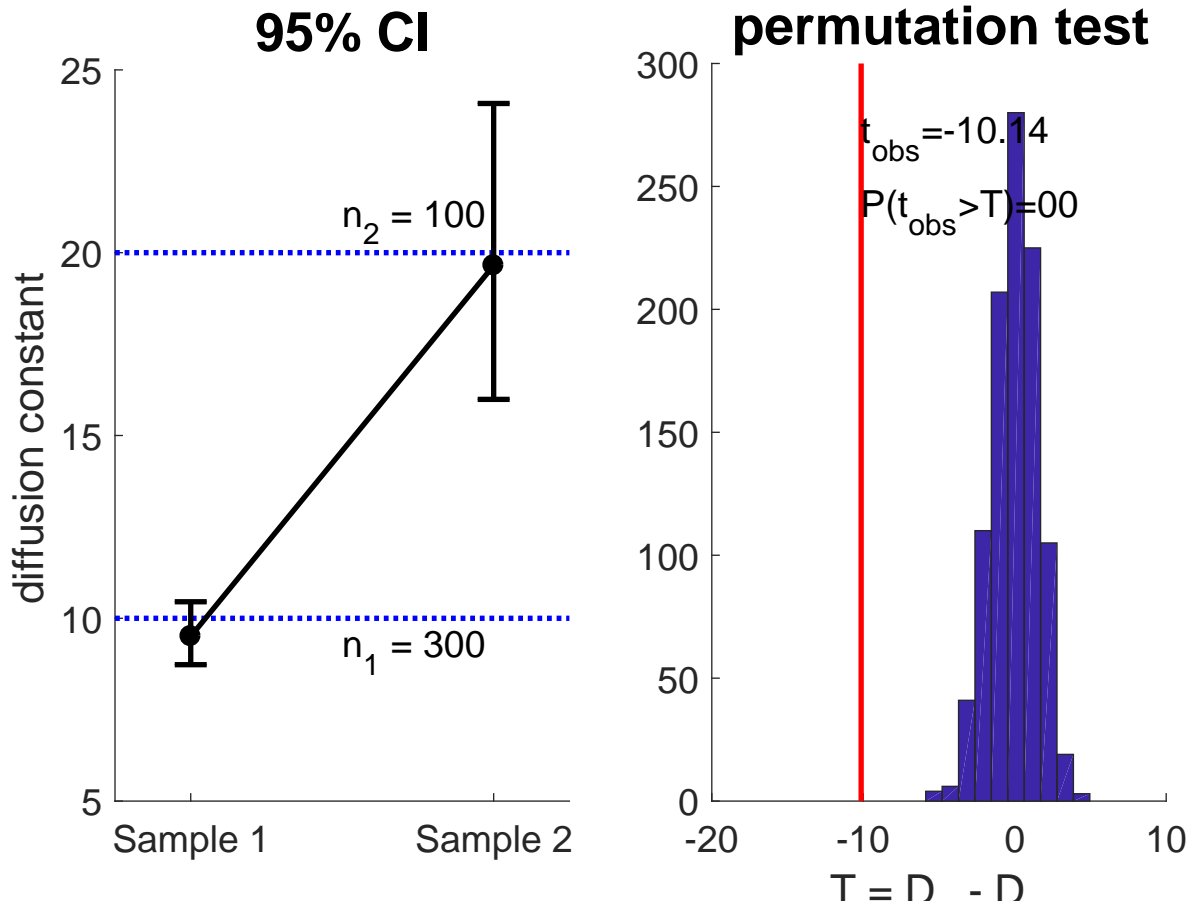 95% CI
25
20
15
10
5
diffusion constant
n2 = 100
n1 = 300
Sample 1
Sample 2
permutation test
300
250
200
150
100
50
0
tobs=-10.14
P(tobs>T)=00
-20
-10
0
10
T = D - D